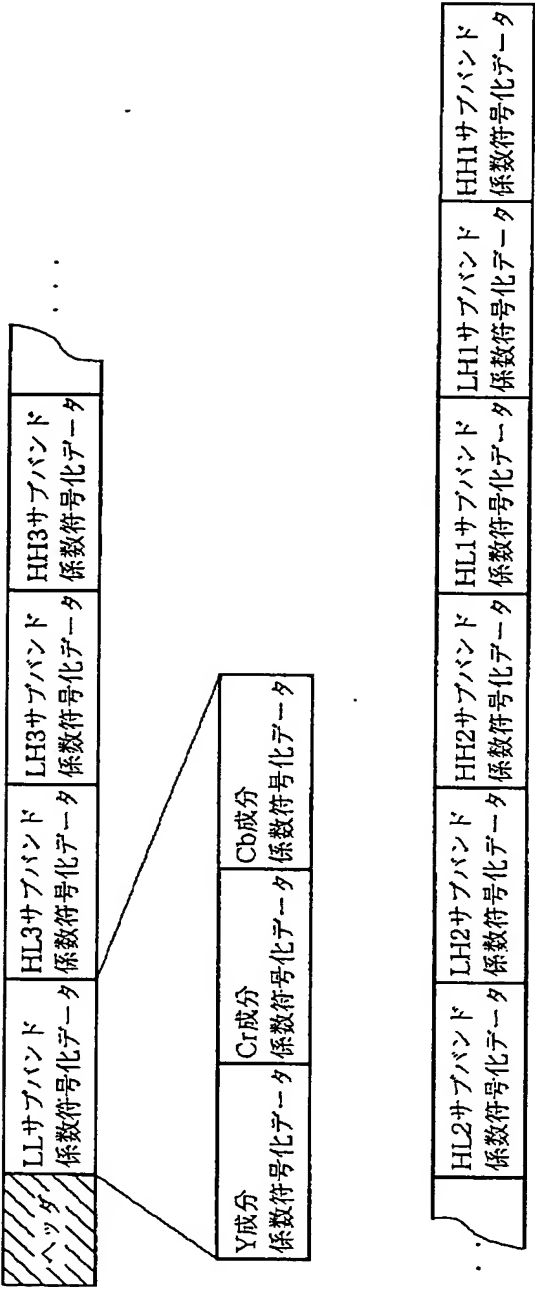 ヘッダ
LLサブバンド
係数符号化データ
HL3サブバンド
係数符号化データ
LH3サブバンド
係数符号化データ
HH3サブバンド
係数符号化データ
・・・
Y成分
係数符号化データ
Cr成分
係数符号化データ
Cb成分
係数符号化データ
・・
HL2サブバンド
係数符号化データ
LH2サブバンド
係数符号化データ
HH2サブバンド
係数符号化データ
HL1サブバンド
係数符号化データ
LH1サブバンド
係数符号化データ
HH1サブバンド
係数符号化データ